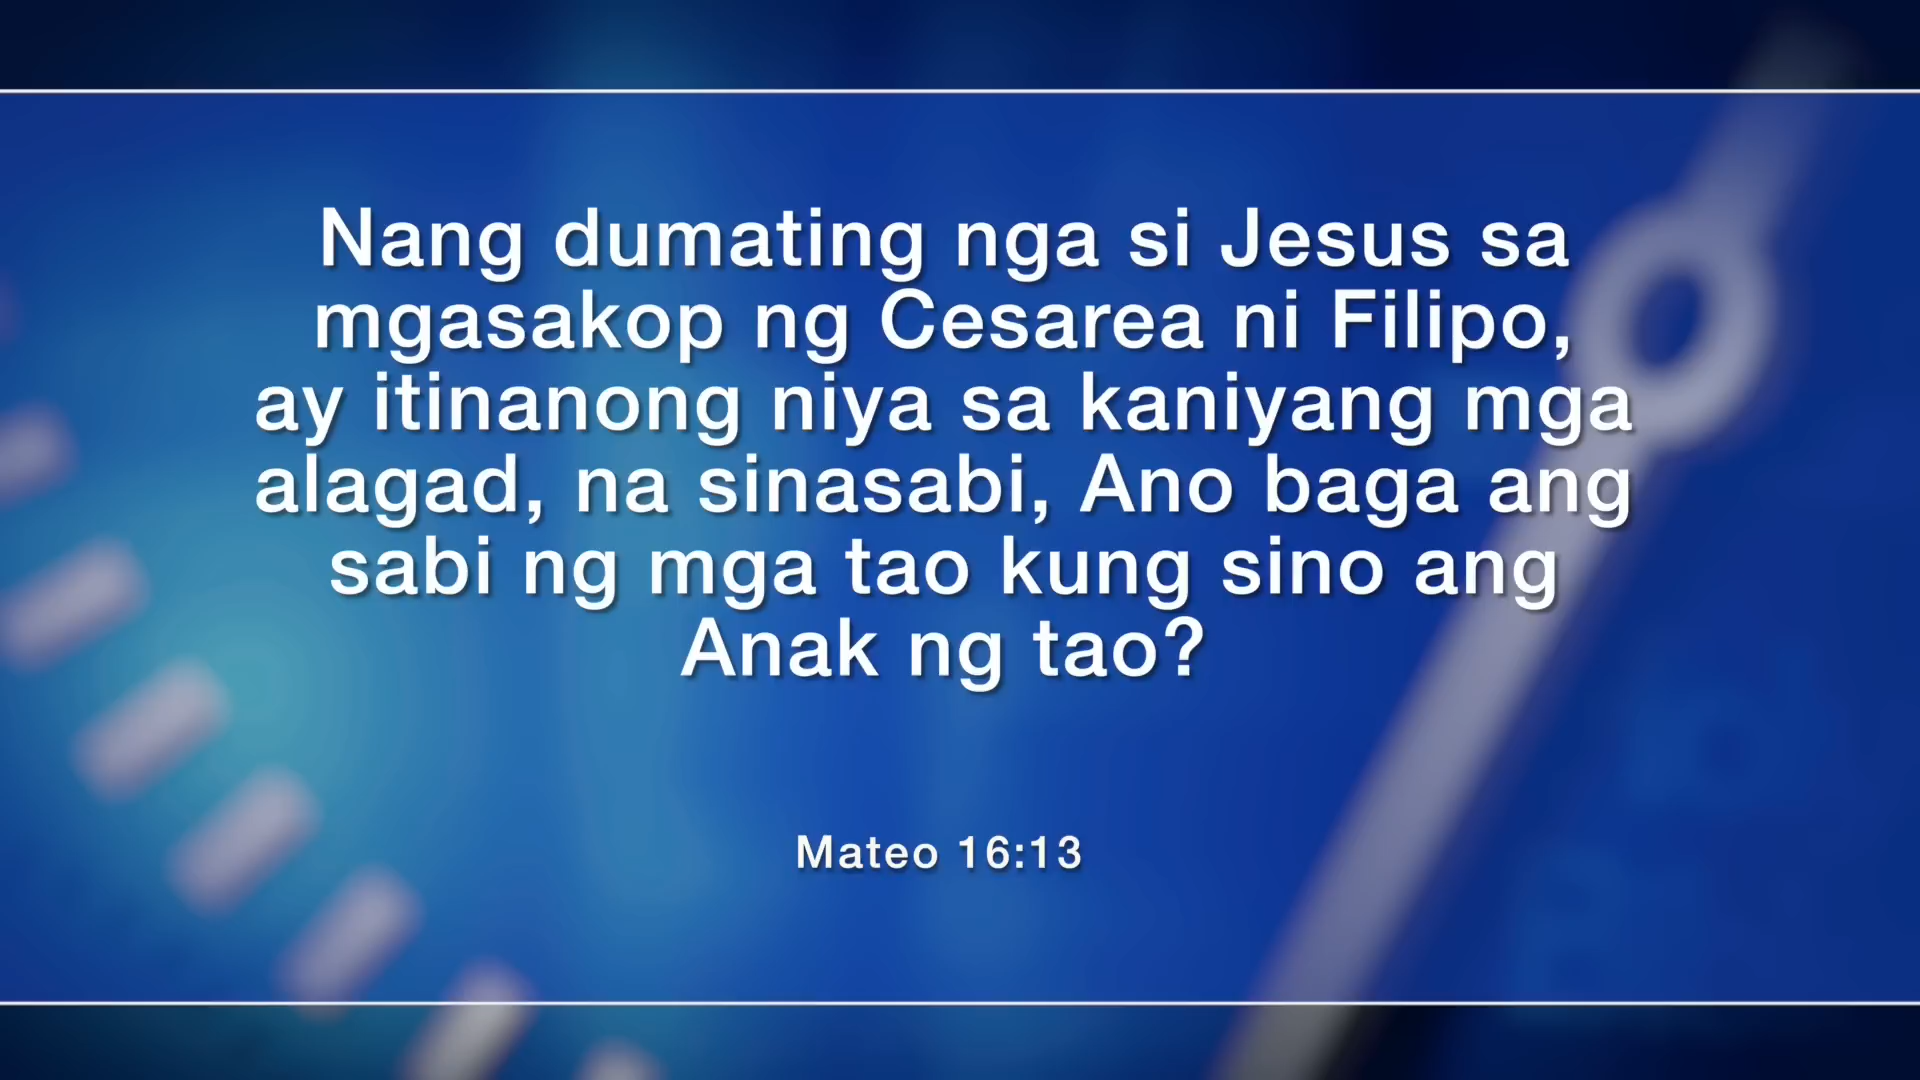 Nang dumating nga si Jesus sa
mgasakop ng Cesarea ni Filipo,
ay itinanong niya sa kaniyang mga
alagad, na sinasabi, Ano baga ang
sabi ng mga tao kung sino ang
Anak ng tao?
Mateo 16:13